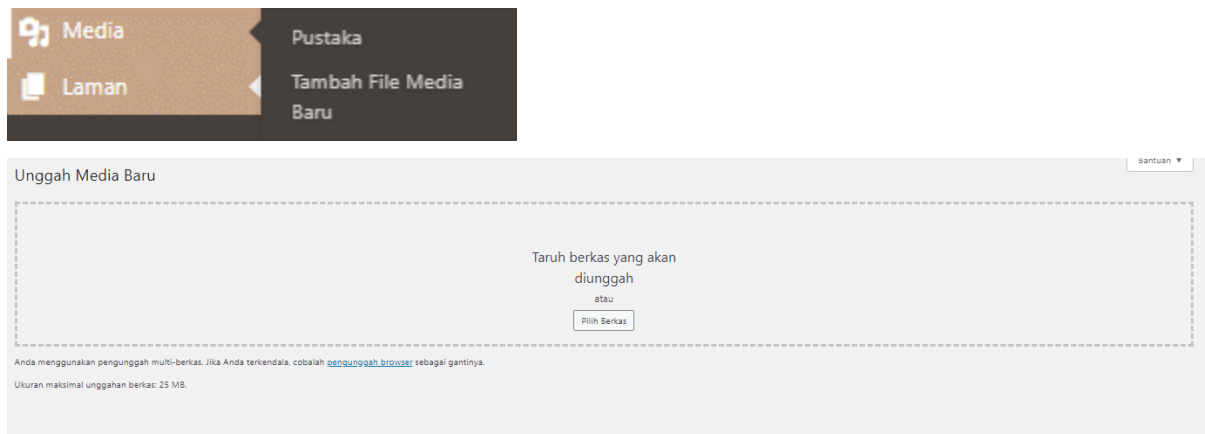 Media
Pustaka
Laman
Tambah File Media
Baru
Bantuan ▼
Unggah Media Baru
Taruh berkas yang akan
diunggah
atau
Pilih Berkas
Anda menggunakan pengunggah multi-berkas. Jika Anda terkendala, cobalah pengunggah browser sebagai gantinya.
Ukuran maksimal unggahan berkas: 25 MB.